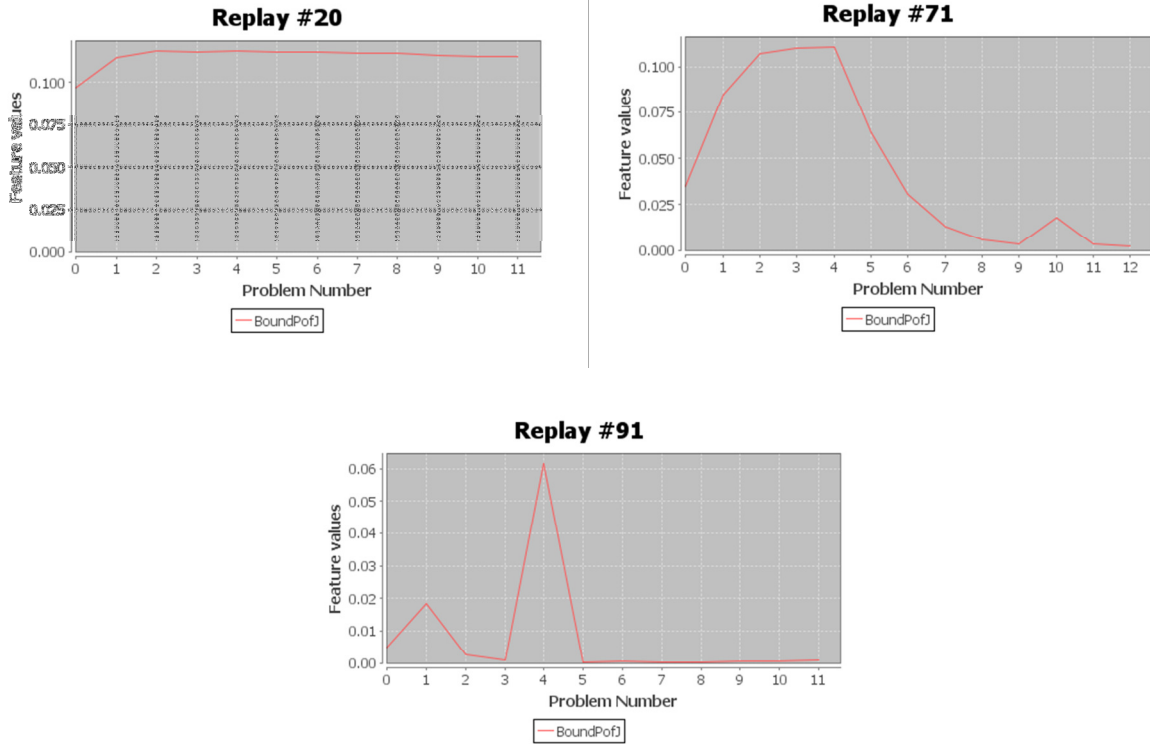 Replay #20
Feature values
0.100
0.075
0.050
0.025
0.000
0 1 2 3 4 5 6 7 8 9 10 11
Problem Number
BoundPofJ
Replay #71
Feature values
0.100
0.075
0.050
0.025
0.000
0 1 2 3 4 5 6 7 8 9 10 11 12
Problem Number
BoundPofJ
Replay #91
Feature values
0.06
0.05
0.04
0.03
0.02
0.01
0.00
0 1 2 3 4 5 6 7 8 9 10 11
Problem Number
BoundPofJ